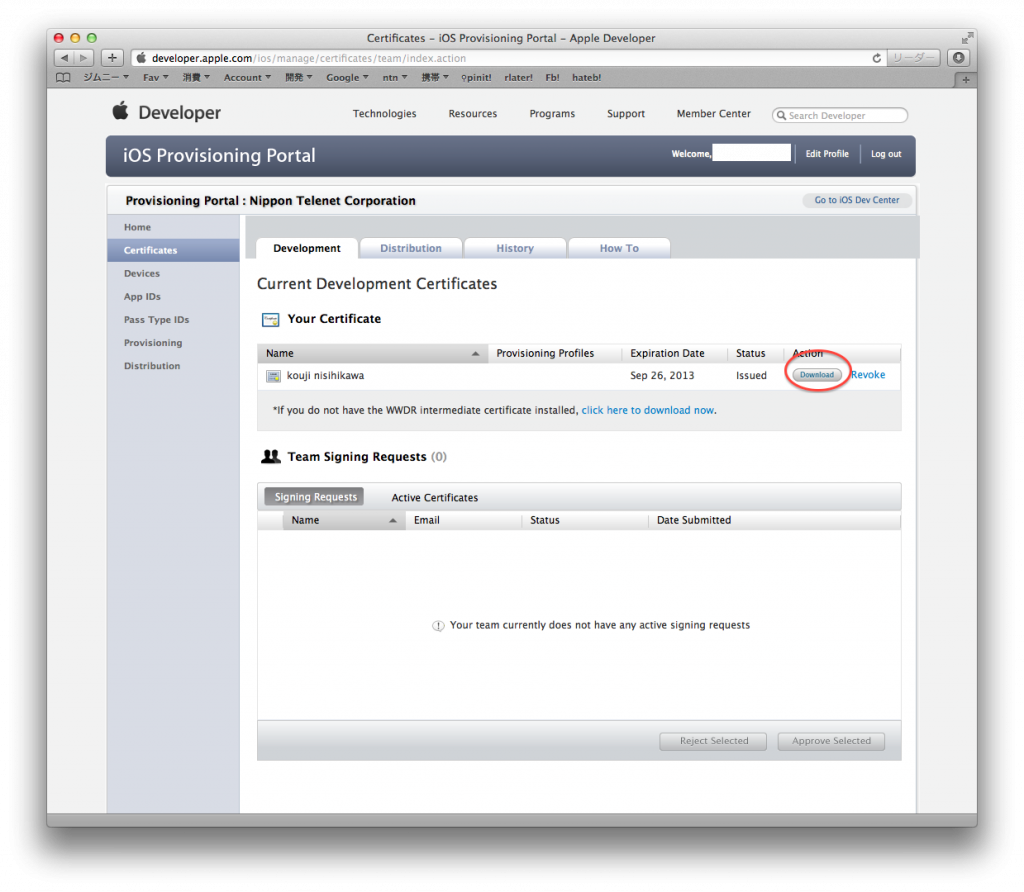 Certificates – iOS Provisioning Portal – Apple Developer
developer.apple.com/ios/manage/certificates/team/index.action
リーダー
ジムニー Fav 消費 Account 開発 Google ntn 携帯 pinit! rlater! Fb! hateb!
Developer Technologies Resources Programs Support Member Center Search Developer
iOS Provisioning Portal Welcome, Edit Profile Log out
Provisioning Portal : Nippon Telenet Corporation Go to iOS Dev Center
Home
Certificates
Devices
App IDs
Pass Type IDs
Provisioning
Distribution
Development Distribution History How To
Current Development Certificates
Your Certificate
Name Provisioning Profiles Expiration Date Status Action
kouji nisihikawa Sep 26, 2013 Issued Download Revoke
*If you do not have the WWDR intermediate certificate installed, click here to download now.
Team Signing Requests (0)
Signing Requests Active Certificates
Name Email Status Date Submitted
Your team currently does not have any active signing requests
Reject Selected Approve Selected